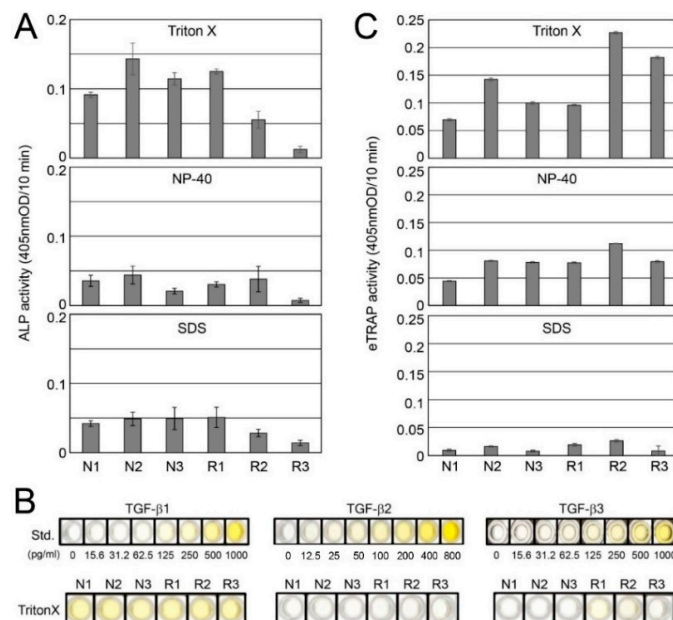 A
Triton X
0.2
0.1
0
NP-40
0.2
0.1
0
SDS
0.2
0.1
0
ALP activity (405nmOD/10 min)
N1 N2 N3 R1 R2 R3
C
Triton X
0.25
0.2
0.15
0.1
0.05
0
NP-40
0.25
0.2
0.15
0.1
0.05
0
SDS
0.25
0.2
0.15
0.1
0.05
0
eTRAP activity (405nmOD/10 min)
N1 N2 N3 R1 R2 R3
B
TGF-β1 TGF-β2 TGF-β3
Std.
(pg/ml) 0 15.6 31.2 62.5 125 250 500 1000 0 12.5 25 50 100 200 400 800 0 15.6 31.2 62.5 125 250 500 1000
N1 N2 N3 R1 R2 R3 N1 N2 N3 R1 R2 R3 N1 N2 N3 R1 R2 R3
TritonX